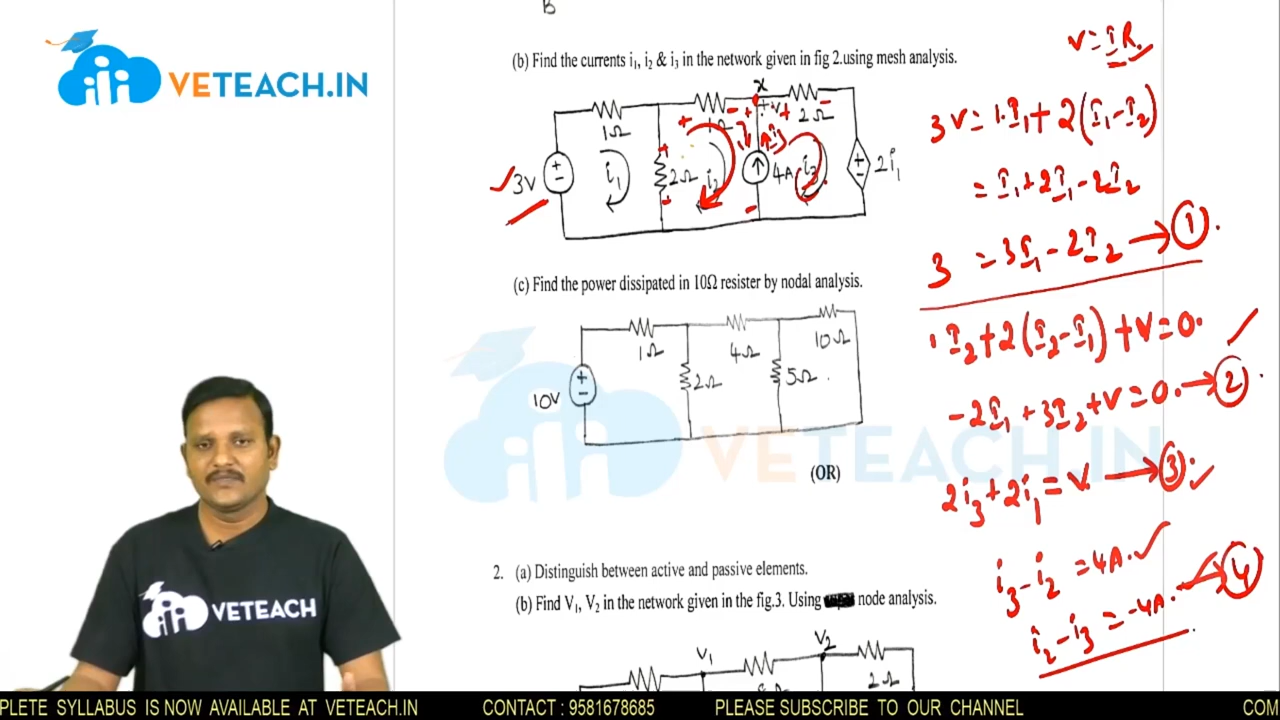 B
VETEACH.IN
(b) Find the currents i₁, i₂ & i₃ in the network given in fig 2.using mesh analysis.
V=IR
x
1Ω
1Ω
+ V
2Ω
3V
i₁
2Ω
i₂
4A
i₃
2i₁
3V=1.I₁+2(I₁-I₂)
= I₁+2I₁-2I₂
3 = 3I₁-2I₂ → ①.
(c) Find the power dissipated in 10Ω resister by nodal analysis.
1Ω
4Ω
10Ω
2Ω
5Ω
10V
1I₂+2(I₂-I₁)+V=0.
-2I₁+3I₂+V=0. → ②
VETEACH.IN
(OR)
2i₃+2i₁=V → ③
i₃-i₂ =4A.
i₂-i₃ =-4A. → ④
2. (a) Distinguish between active and passive elements.
(b) Find V₁, V₂ in the network given in the fig.3. Using node analysis.
V₁
V₂
2Ω
VETEACH
PLETE SYLLABUS IS NOW AVAILABLE AT VETEACH.IN CONTACT : 9581678685 PLEASE SUBSCRIBE TO OUR CHANNEL COM